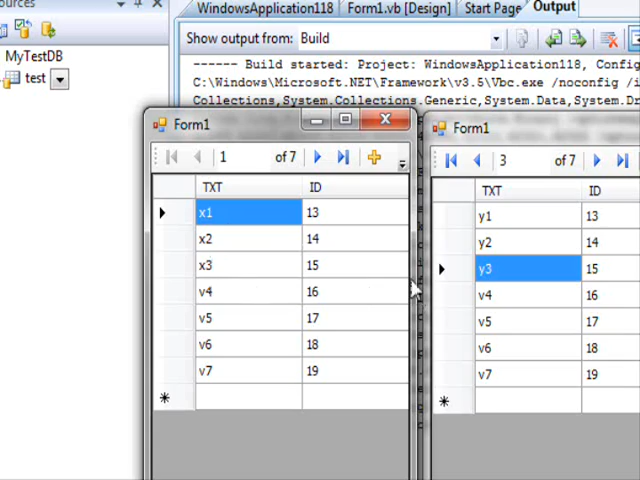 ources
WindowsApplication118
Form1.vb [Design]
Start Page
Output
Show output from:
Build
MyTestDB
test
------ Build started: Project: WindowsApplication118, Config
C:\Windows\Microsoft.NET\Framework\v3.5\Vbc.exe /noconfig /i
Collections,System.Collections.Generic,System.Data,System.Dr
Form1
1 of 7
TXT ID
x1 13
x2 14
x3 15
v4 16
v5 17
v6 18
v7 19
Form1
3 of 7
TXT ID
y1 13
y2 14
y3 15
v4 16
v5 17
v6 18
v7 19